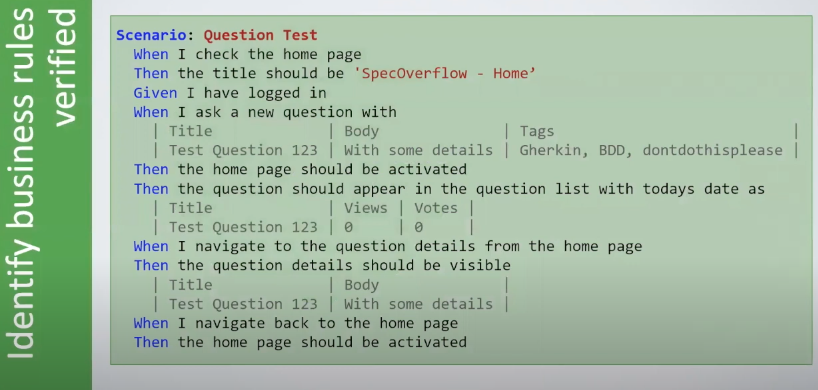 Identify business rules
verified
Scenario: Question Test
When I check the home page
Then the title should be 'SpecOverflow - Home’
Given I have logged in
When I ask a new question with
| Title | Body | Tags |
| Test Question 123 | With some details | Gherkin, BDD, dontdothisplease |
Then the home page should be activated
Then the question should appear in the question list with todays date as
| Title | Views | Votes |
| Test Question 123 | 0 | 0 |
When I navigate to the question details from the home page
Then the question details should be visible
| Title | Body |
| Test Question 123 | With some details |
When I navigate back to the home page
Then the home page should be activated